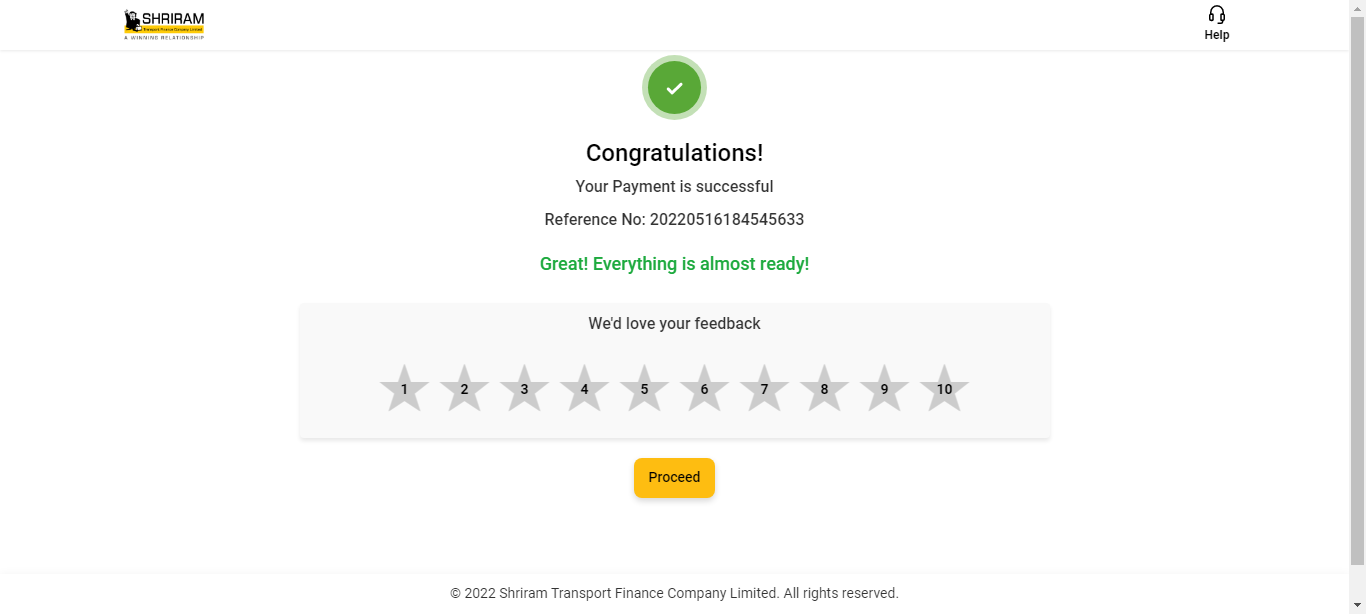 SHRIRAM
Transport Finance Company Limited
A WINNING RELATIONSHIP
Help
Congratulations!
Your Payment is successful
Reference No: 20220516184545633
Great! Everything is almost ready!
We'd love your feedback
1 2 3 4 5 6 7 8 9 10
Proceed
© 2022 Shriram Transport Finance Company Limited. All rights reserved.